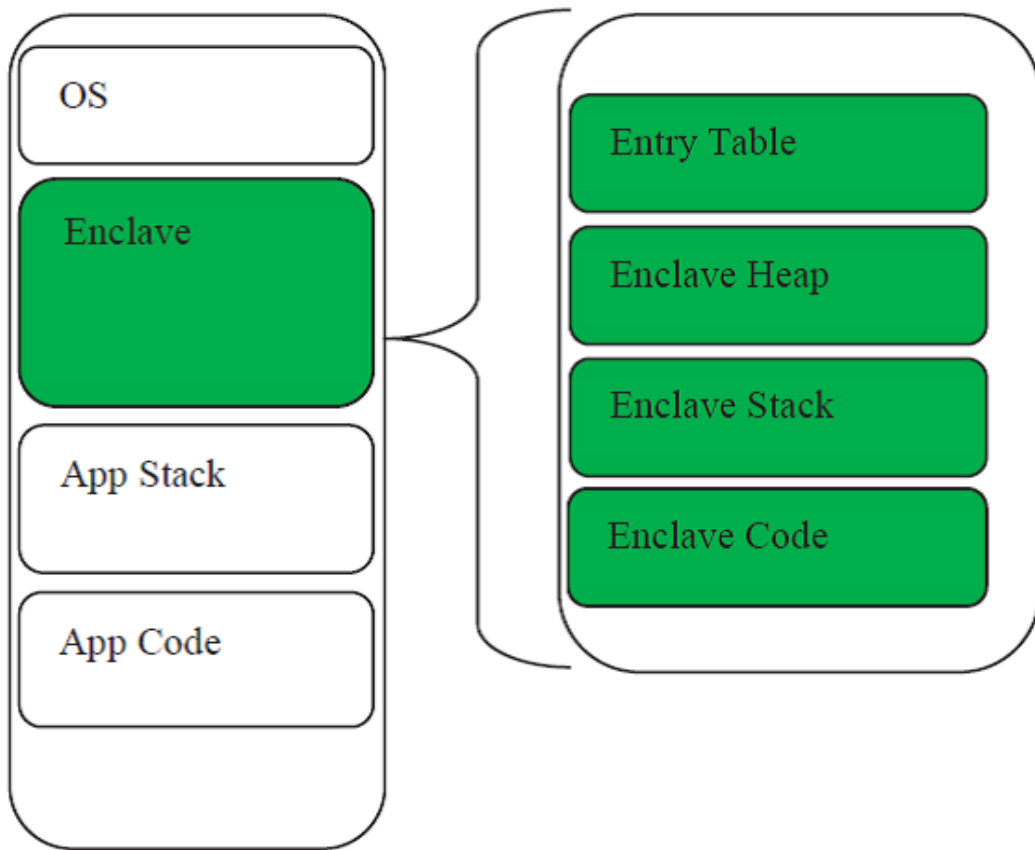 OS
Enclave
App Stack
App Code
Entry Table
Enclave Heap
Enclave Stack
Enclave Code